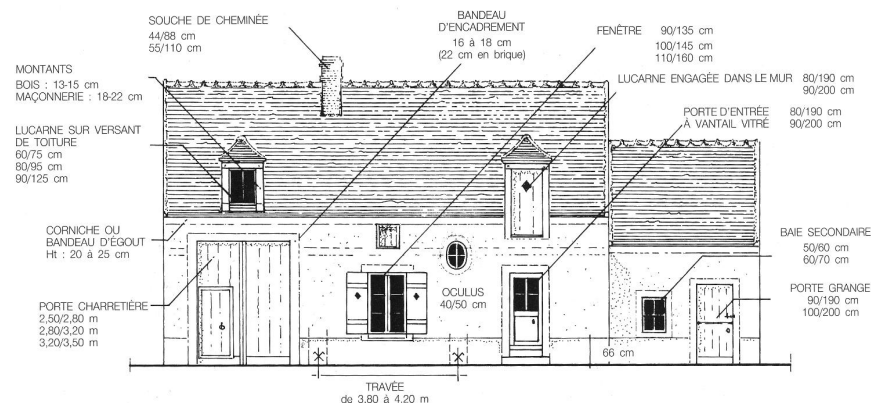 SOUCHE DE CHEMINÉE
44/88 cm
55/110 cm
BANDEAU
D'ENCADREMENT
16 à 18 cm
(22 cm en brique)
FENÊTRE 90/135 cm
100/145 cm
110/160 cm
MONTANTS
BOIS : 13-15 cm
MAÇONNERIE : 18-22 cm
LUCARNE ENGAGÉE DANS LE MUR 80/190 cm
90/200 cm
PORTE D'ENTRÉE 80/190 cm
À VANTAIL VITRÉ 90/200 cm
LUCARNE SUR VERSANT
DE TOITURE
60/75 cm
80/95 cm
90/125 cm
CORNICHE OU
BANDEAU D'ÉGOUT
Ht : 20 à 25 cm
BAIE SECONDAIRE
50/60 cm
60/70 cm
OCULUS
40/50 cm
PORTE CHARRETIÈRE
2,50/2,80 m
2,80/3,20 m
3,20/3,50 m
PORTE GRANGE
90/190 cm
100/200 cm
66 cm
TRAVÉE
de 3.80 à 4.20 m